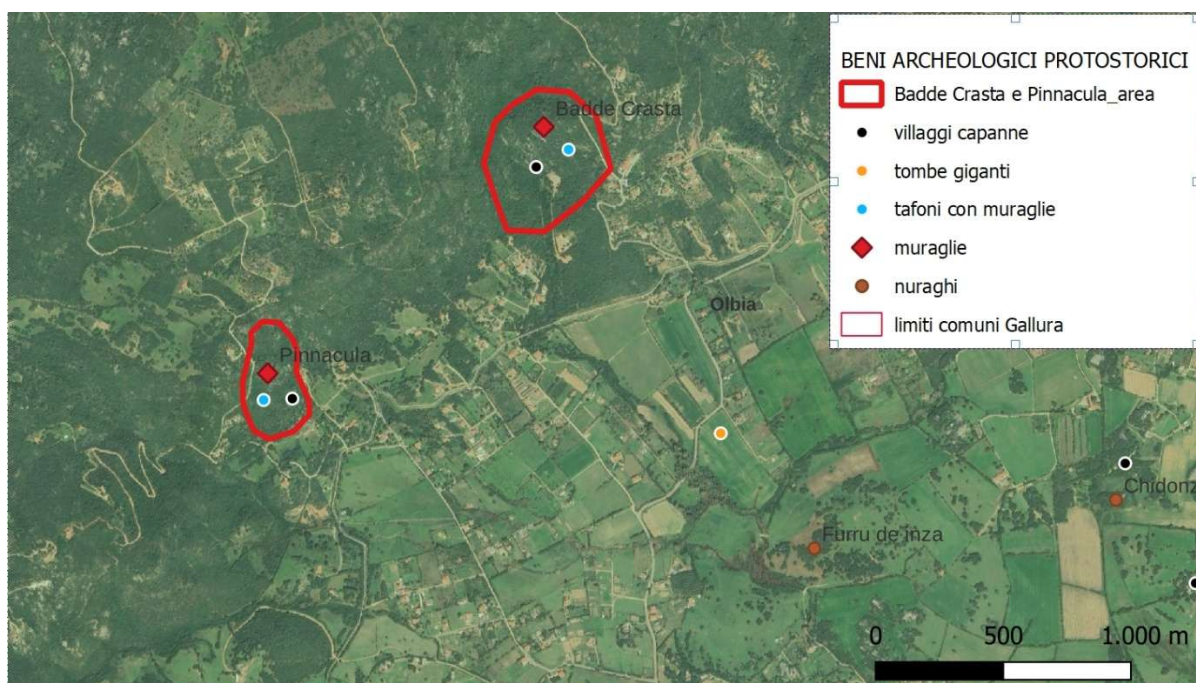 BENI ARCHEOLOGICI PROTOSTORICI
Badde Crasta e Pinnacula_area
villaggi capanne
tombe giganti
tafoni con muraglie
muraglie
nuraghi
limiti comuni Gallura
Badde Crasta
Olbia
Pinnacula
Chidonz
Furru de inza
0 500 1.000 m